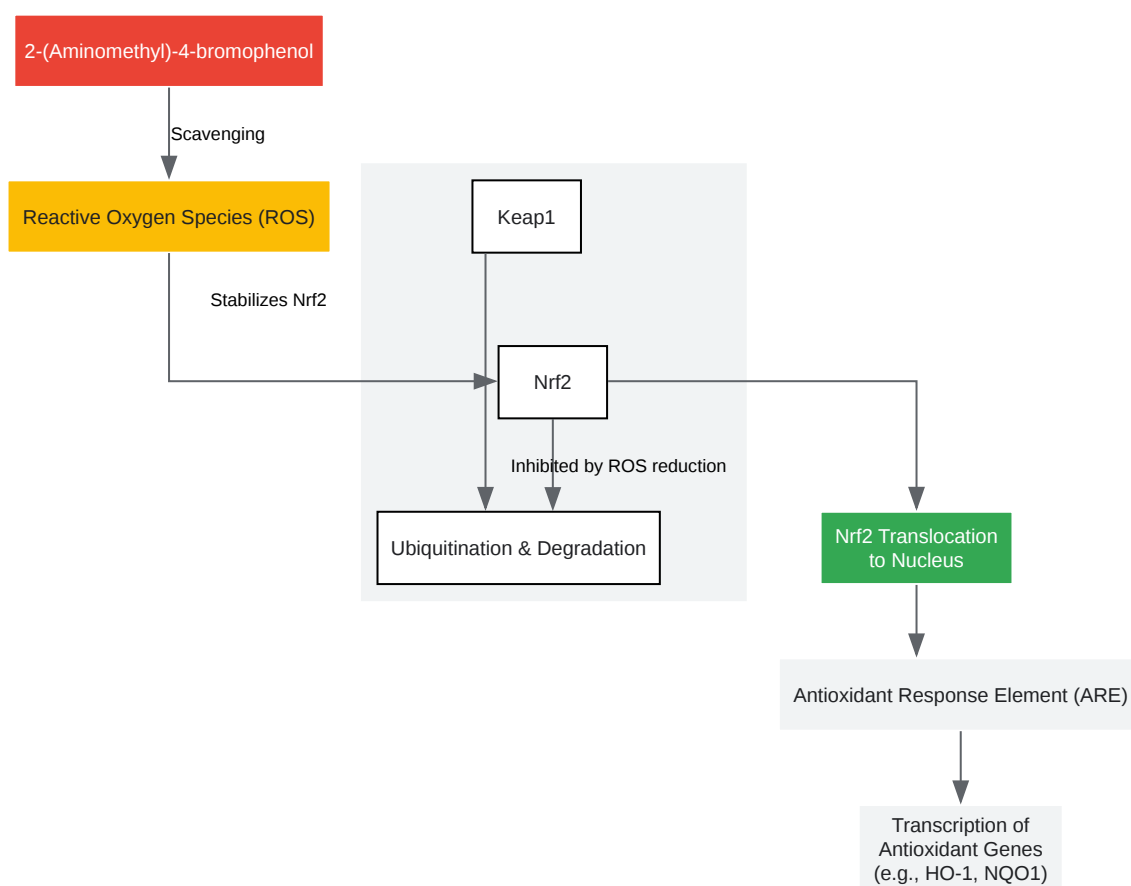 2-(Aminomethyl)-4-bromophenol
Scavenging
Reactive Oxygen Species (ROS)
Keap1
Stabilizes Nrf2
Nrf2
Inhibited by ROS reduction
Ubiquitination & Degradation
Nrf2 Translocation
to Nucleus
Antioxidant Response Element (ARE)
Transcription of
Antioxidant Genes
(e.g., HO-1, NQO1)